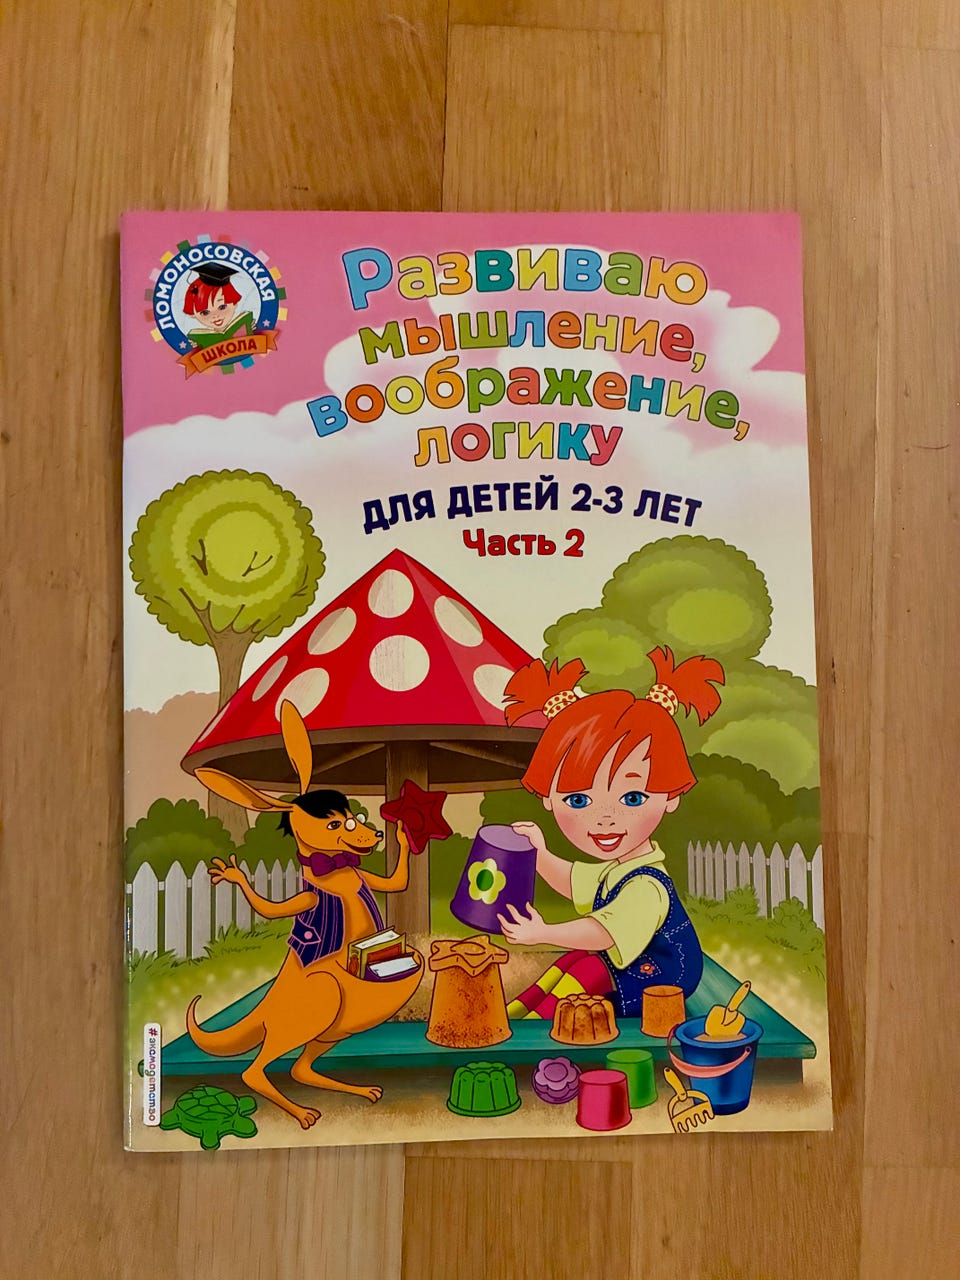 ЛОМОНОСОВСКАЯ
ШКОЛА
Развиваю
мышление,
воображение,
логику
для детей 2-3 лет
Часть 2
#эксмодетство